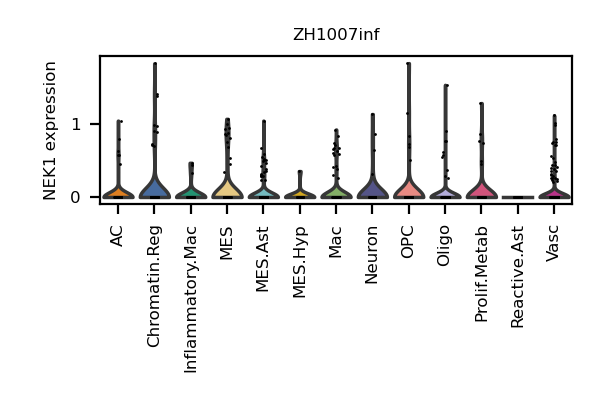 ZH1007inf
NEK1 expression
1
0
AC
Chromatin.Reg
Inflammatory.Mac
MES
MES.Ast
MES.Hyp
Mac
Neuron
OPC
Oligo
Prolif.Metab
Reactive.Ast
Vasc